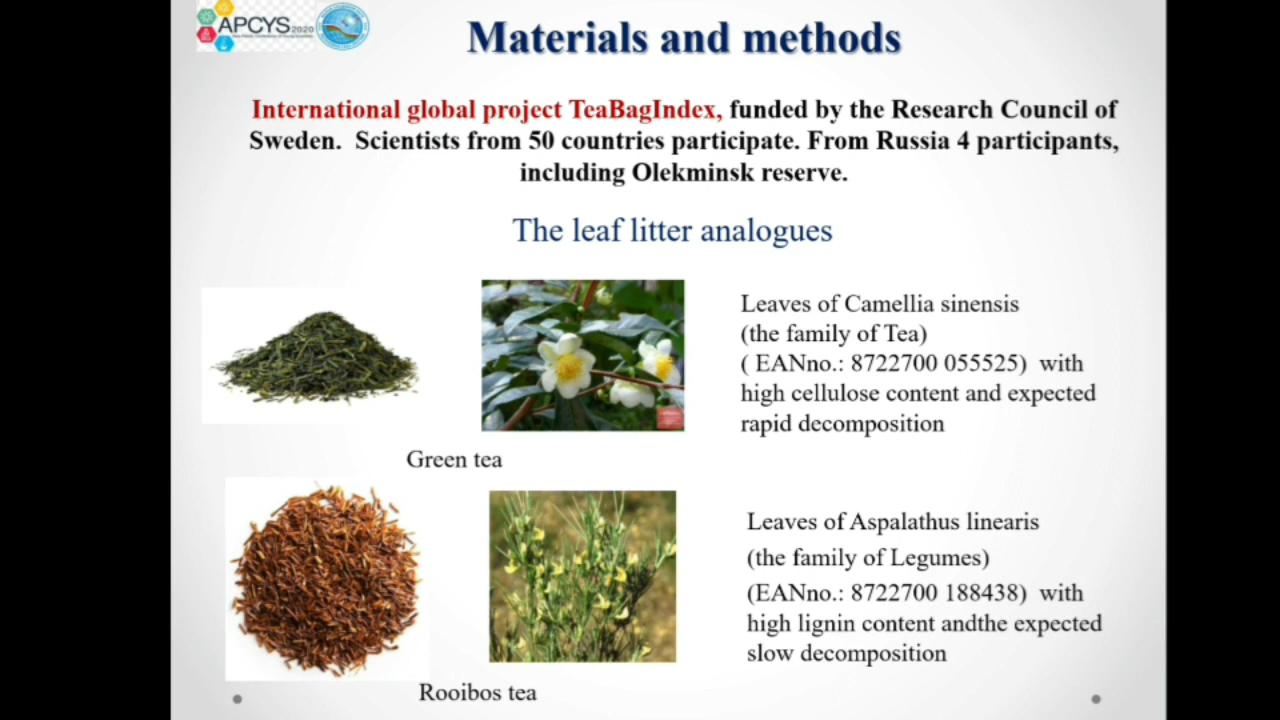 APCYS 2020
Materials and methods
International global project TeaBagIndex, funded by the Research Council of
Sweden. Scientists from 50 countries participate. From Russia 4 participants,
including Olekminsk reserve.
The leaf litter analogues
Leaves of Camellia sinensis
(the family of Tea)
( EANno.: 8722700 055525) with
high cellulose content and expected
rapid decomposition
Green tea
Leaves of Aspalathus linearis
(the family of Legumes)
(EANno.: 8722700 188438) with
high lignin content andthe expected
slow decomposition
Rooibos tea